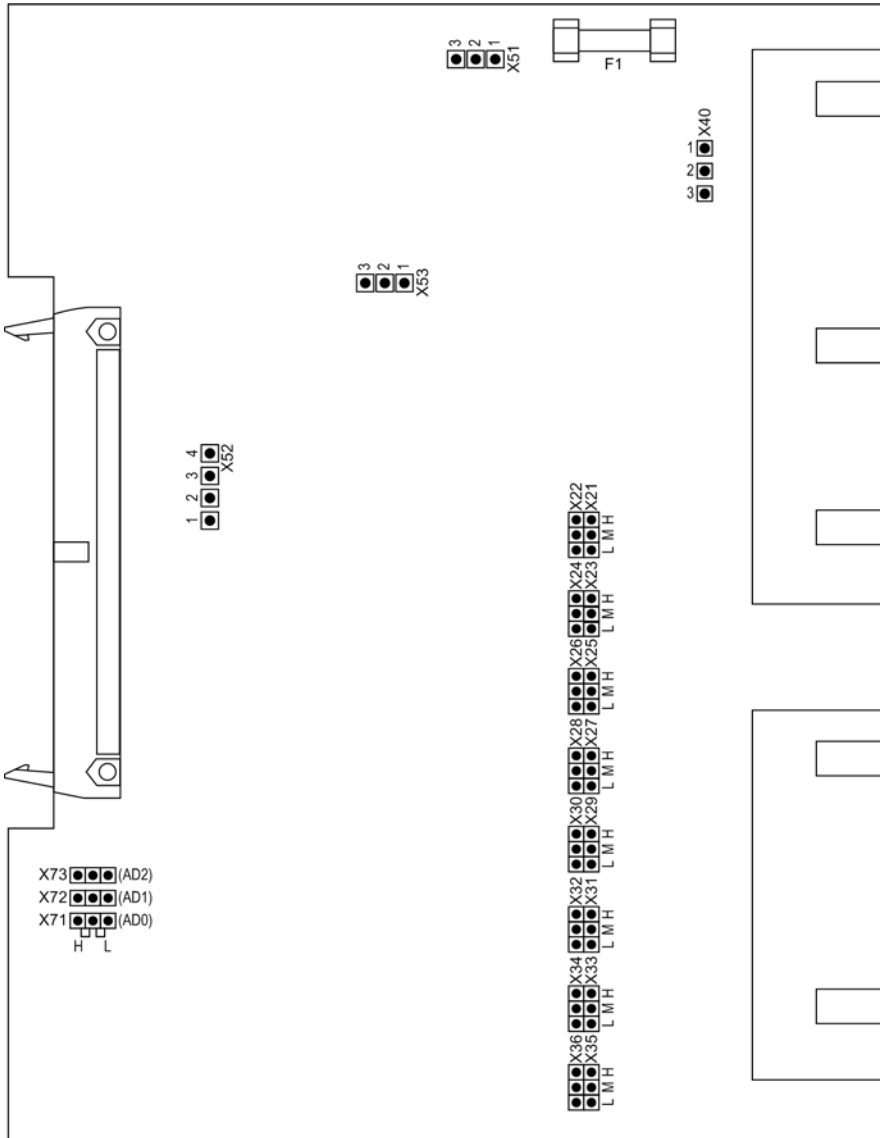 3 2 1
X51
F1
X40
1
2
3
3 2 1
X53
4
3
2
1
X52
X22
X21
L M H
X24
X23
L M H
X26
X25
L M H
X28
X27
L M H
X30
X29
L M H
X73 (AD2)
X72 (AD1)
X71 (AD0)
H L
X32
X31
L M H
X34
X33
L M H
X36
X35
L M H